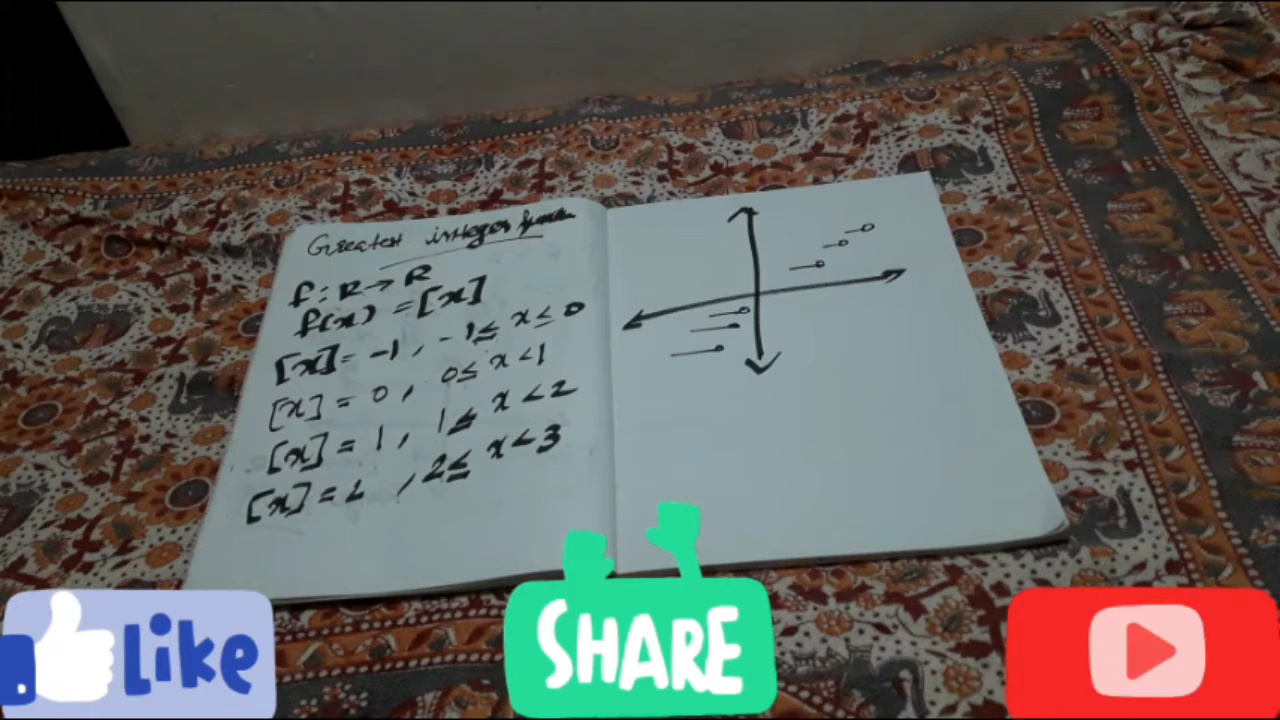 Greatest integer function
f: R → R
f(x) = [x]
[x] = -1, -1 ≤ x ≤ 0
[x] = 0, 0 ≤ x < 1
[x] = 1, 1 ≤ x < 2
[x] = 2, 2 ≤ x < 3
Like
SHARE